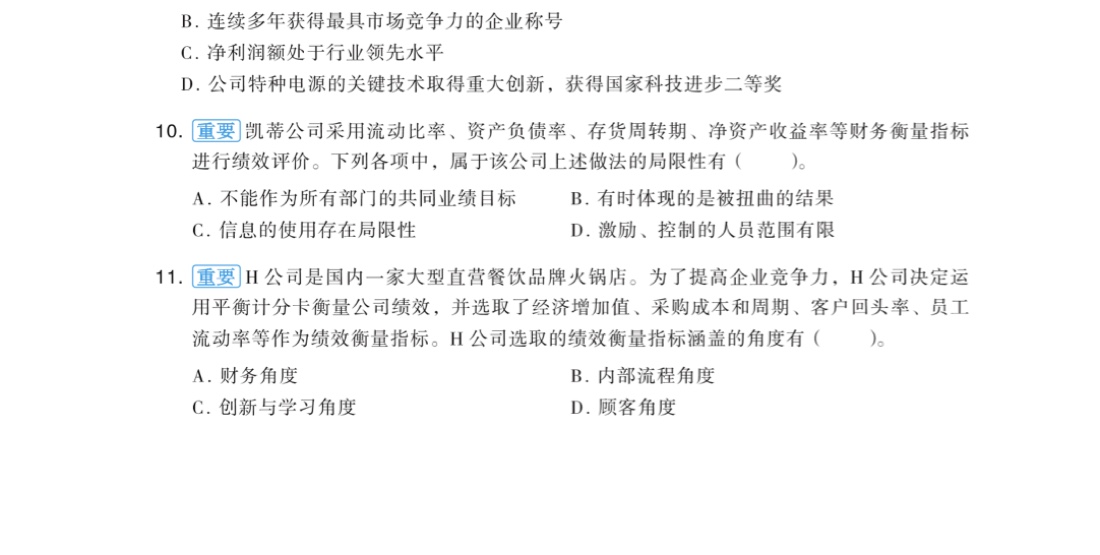 B. 连续多年获得最具市场竞争力的企业称号
C. 净利润额处于行业领先水平
D. 公司特种电源的关键技术取得重大创新，获得国家科技进步二等奖
10. 重要 凯蒂公司采用流动比率、资产负债率、存货周转期、净资产收益率等财务衡量指标
进行绩效评价。下列各项中，属于该公司上述做法的局限性有（　　）。
A. 不能作为所有部门的共同业绩目标　　B. 有时体现的是被扭曲的结果
C. 信息的使用存在局限性　　D. 激励、控制的人员范围有限
11. 重要 H 公司是国内一家大型直营餐饮品牌火锅店。为了提高企业竞争力，H 公司决定运
用平衡计分卡衡量公司绩效，并选取了经济增加值、采购成本和周期、客户回头率、员工
流动率等作为绩效衡量指标。H 公司选取的绩效衡量指标涵盖的角度有（　　）。
A. 财务角度　　B. 内部流程角度
C. 创新与学习角度　　D. 顾客角度